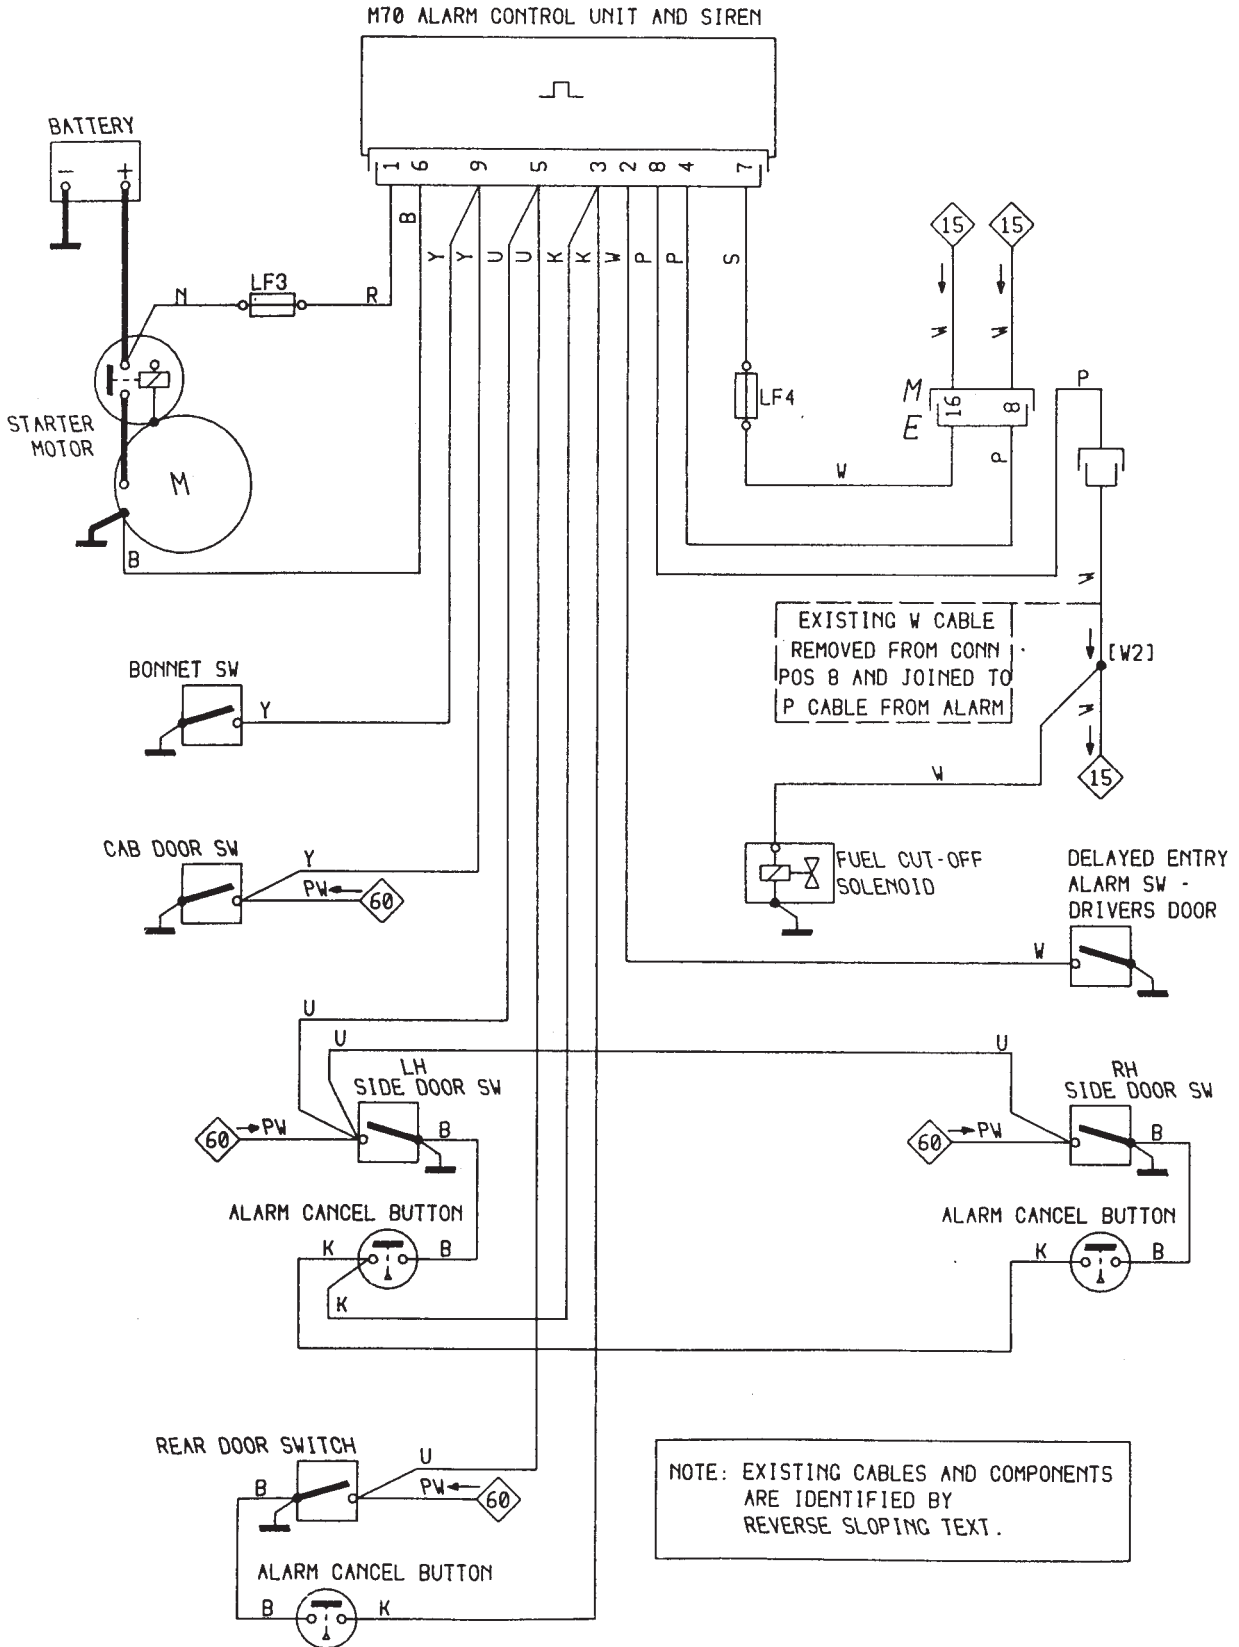 M70 ALARM CONTROL UNIT AND SIREN
BATTERY
- +
1 6 9 5 3 2 8 4 7
B
Y Y U U K K W P P S
15 15
W W
N LF3 R
LF4
M
E
16 8
P
P
W
STARTER
MOTOR
M
B
W
EXISTING W CABLE
REMOVED FROM CONN
POS 8 AND JOINED TO
P CABLE FROM ALARM
[W2]
W
15
W
BONNET SW
Y
CAB DOOR SW
Y
PW
60
FUEL CUT-OFF
SOLENOID
DELAYED ENTRY
ALARM SW -
DRIVERS DOOR
W
U
U
U
LH
SIDE DOOR SW
60 PW
B
RH
SIDE DOOR SW
60 PW
B
ALARM CANCEL BUTTON
K B
K
ALARM CANCEL BUTTON
K B
REAR DOOR SWITCH
U
B
PW
60
NOTE: EXISTING CABLES AND COMPONENTS
ARE IDENTIFIED BY
REVERSE SLOPING TEXT.
ALARM CANCEL BUTTON
B K